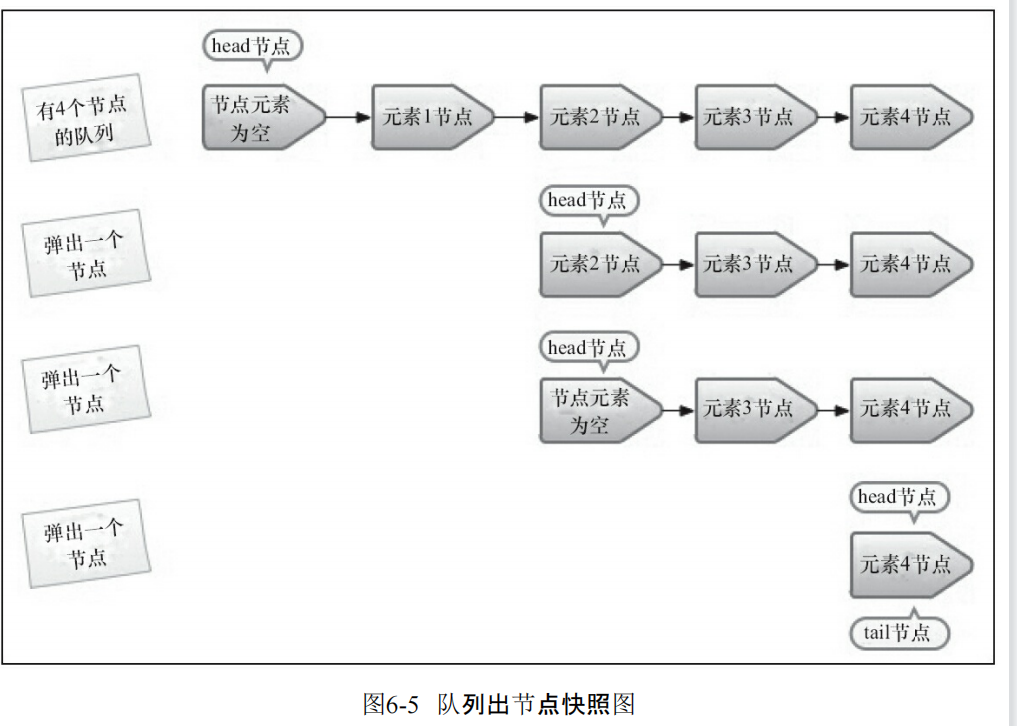 head节点
有4个节点
的队列
节点元素
为空
元素1节点
元素2节点
元素3节点
元素4节点
head节点
弹出一个
节点
元素2节点
元素3节点
元素4节点
head节点
弹出一个
节点
节点元素
为空
元素3节点
元素4节点
head节点
弹出一个
节点
元素4节点
tail节点
图6-5 队列出节点快照图